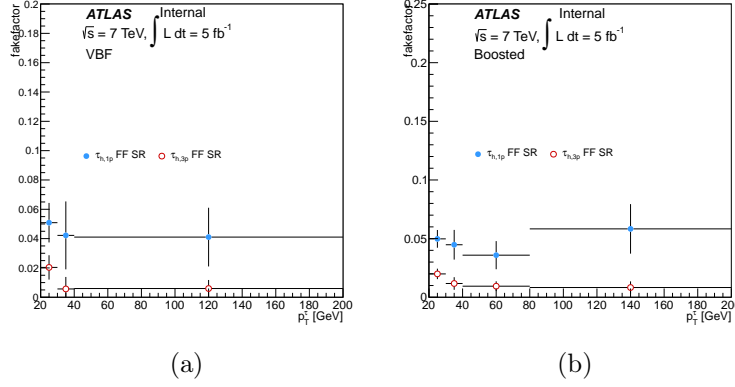 ATLAS Internal
√s = 7 TeV, ∫ L dt = 5 fb⁻¹
VBF
fakefactor
0.2
0.18
0.16
0.14
0.12
0.1
0.08
0.06
0.04
0.02
0
τh,1p FF SR τh,3p FF SR
20 40 60 80 100 120 140 160 180 200
pTτ [GeV]
(a)
ATLAS Internal
√s = 7 TeV, ∫ L dt = 5 fb⁻¹
Boosted
fakefactor
0.25
0.2
0.15
0.1
0.05
0
τh,1p FF SR τh,3p FF SR
20 40 60 80 100 120 140 160 180 200
pTτ [GeV]
(b)